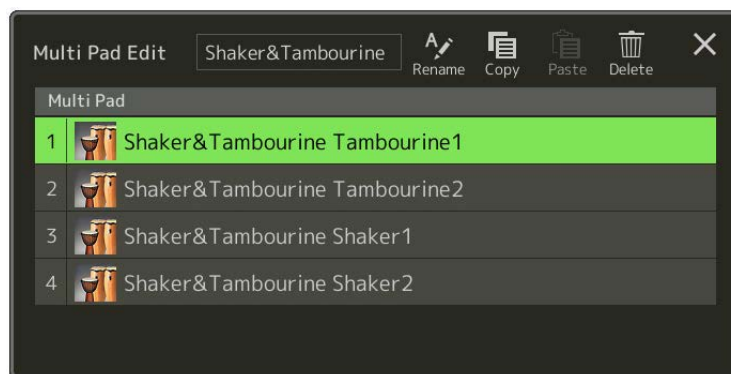 Multi Pad Edit
Shaker&Tambourine
Rename
Copy
Paste
Delete
Multi Pad
1 Shaker&Tambourine Tambourine1
2 Shaker&Tambourine Tambourine2
3 Shaker&Tambourine Shaker1
4 Shaker&Tambourine Shaker2